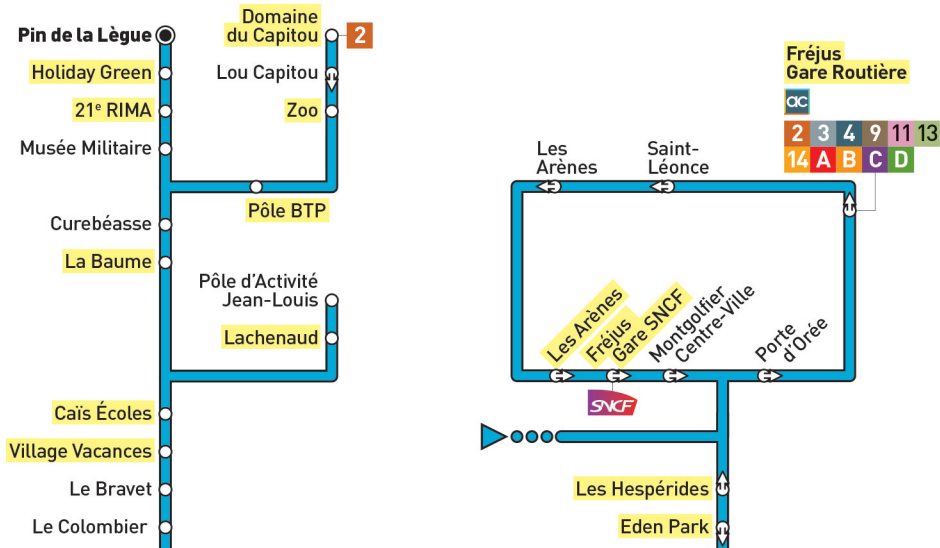 Pin de la Lègue
Holiday Green
21e RIMA
Musée Militaire
Curebéasse
La Baume
Caïs Écoles
Village Vacances
Le Bravet
Le Colombier
Domaine
du Capitou
2
Lou Capitou
Zoo
Pôle BTP
Pôle d'Activité
Jean-Louis
Lachenaud
Les
Arènes
Saint-
Léonce
Fréjus
Gare Routière
ac
2 3 4 9 11 13
14 A B C D
Les Arènes
Fréjus
Gare SNCF
Montgolfier
Centre-Ville
Porte
d'Orée
SNCF
Les Hespérides
Eden Park